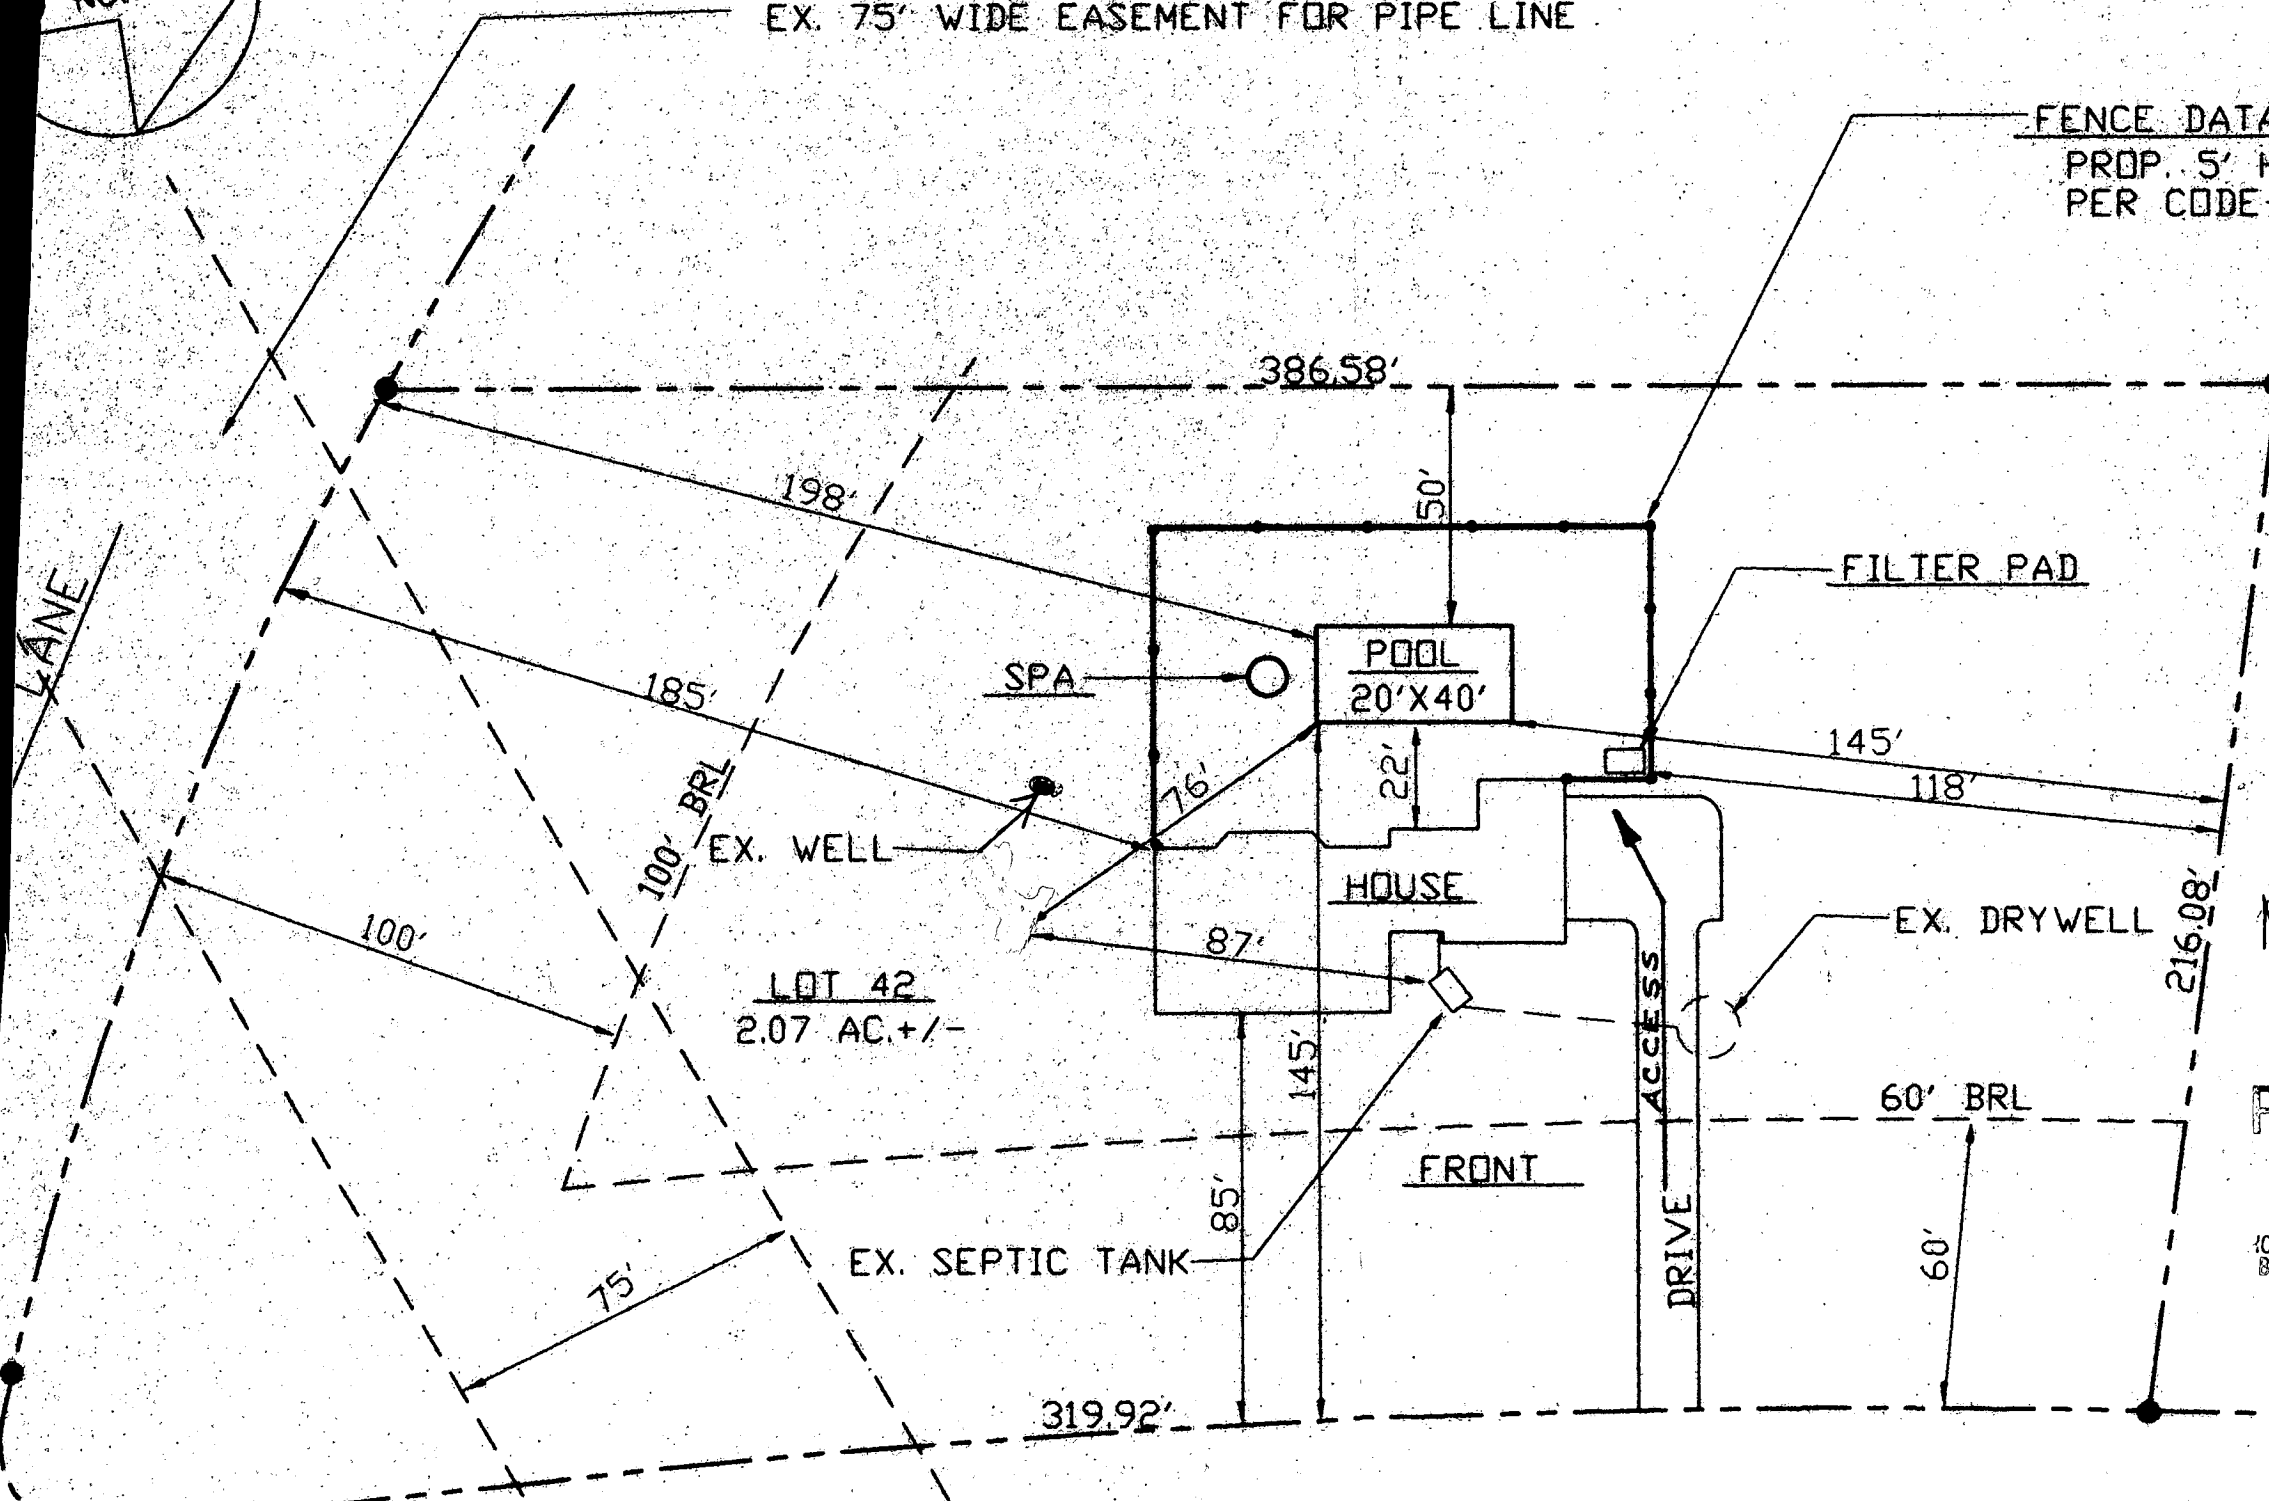 EX. 75' WIDE EASEMENT FOR PIPE LINE
FENCE DATA
PROP. 5'
PER CODE
386.58'
198'
50'
FILTER PAD
LANE
185'
SPA
POOL
20'X40'
145'
118'
22'
76'
100' BRL
EX. WELL
HOUSE
100'
87'
EX. DRYWELL
216.08'
LOT 42
2.07 AC.+/-
ACCESS
145'
60' BRL
FRONT
85'
EX. SEPTIC TANK
DRIVE
60'
75'
319.92'